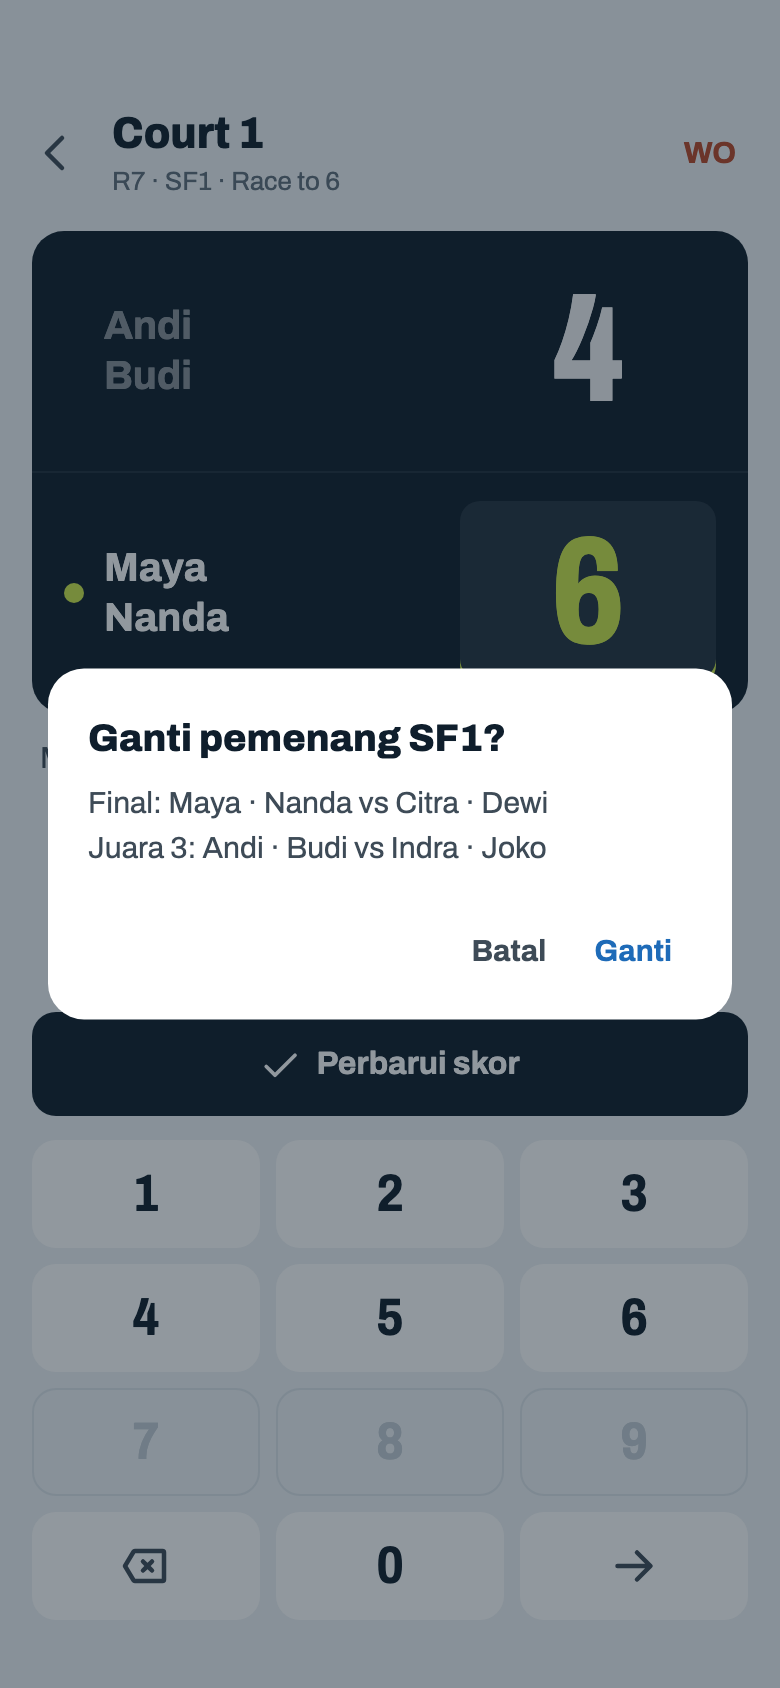 Court 1
WO
R7 · SF1 · Race to 6
Andi
Budi
4
Maya
Nanda
6
Ganti pemenang SF1?
Final: Maya · Nanda vs Citra · Dewi
Juara 3: Andi · Budi vs Indra · Joko
Batal Ganti
Perbarui skor
1 2 3
4 5 6
7 8 9
0